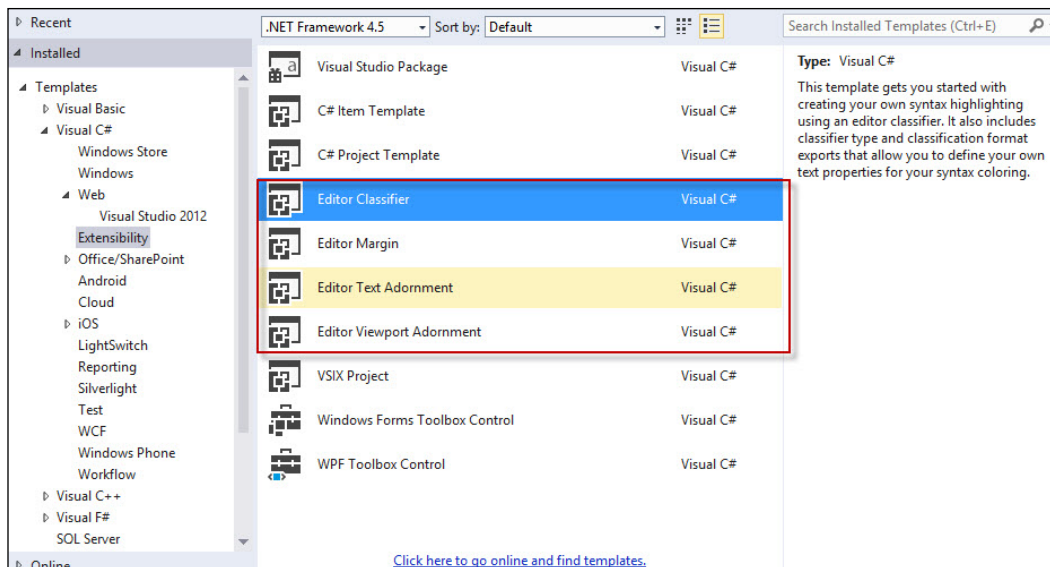 Recent
Installed
Templates
Visual Basic
Visual C#
Windows Store
Windows
Web
Visual Studio 2012
Extensibility
Office/SharePoint
Android
Cloud
iOS
LightSwitch
Reporting
Silverlight
Test
WCF
Windows Phone
Workflow
Visual C++
Visual F#
SQL Server
Online
.NET Framework 4.5 Sort by: Default
Visual Studio Package Visual C#
C# Item Template Visual C#
C# Project Template Visual C#
Editor Classifier Visual C#
Editor Margin Visual C#
Editor Text Adornment Visual C#
Editor Viewport Adornment Visual C#
VSIX Project Visual C#
Windows Forms Toolbox Control Visual C#
WPF Toolbox Control Visual C#
Click here to go online and find templates.
Search Installed Templates (Ctrl+E)
Type: Visual C#
This template gets you started with
creating your own syntax highlighting
using an editor classifier. It also includes
classifier type and classification format
exports that allow you to define your own
text properties for your syntax coloring.